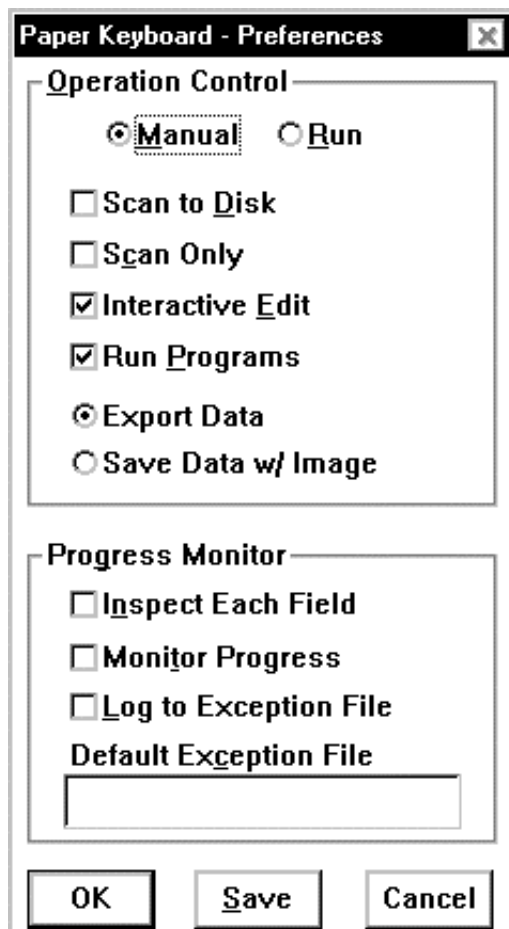 Paper Keyboard - Preferences
Operation Control
Manual Run
Scan to Disk
Scan Only
Interactive Edit
Run Programs
Export Data
Save Data w/ Image
Progress Monitor
Inspect Each Field
Monitor Progress
Log to Exception File
Default Exception File
OK Save Cancel